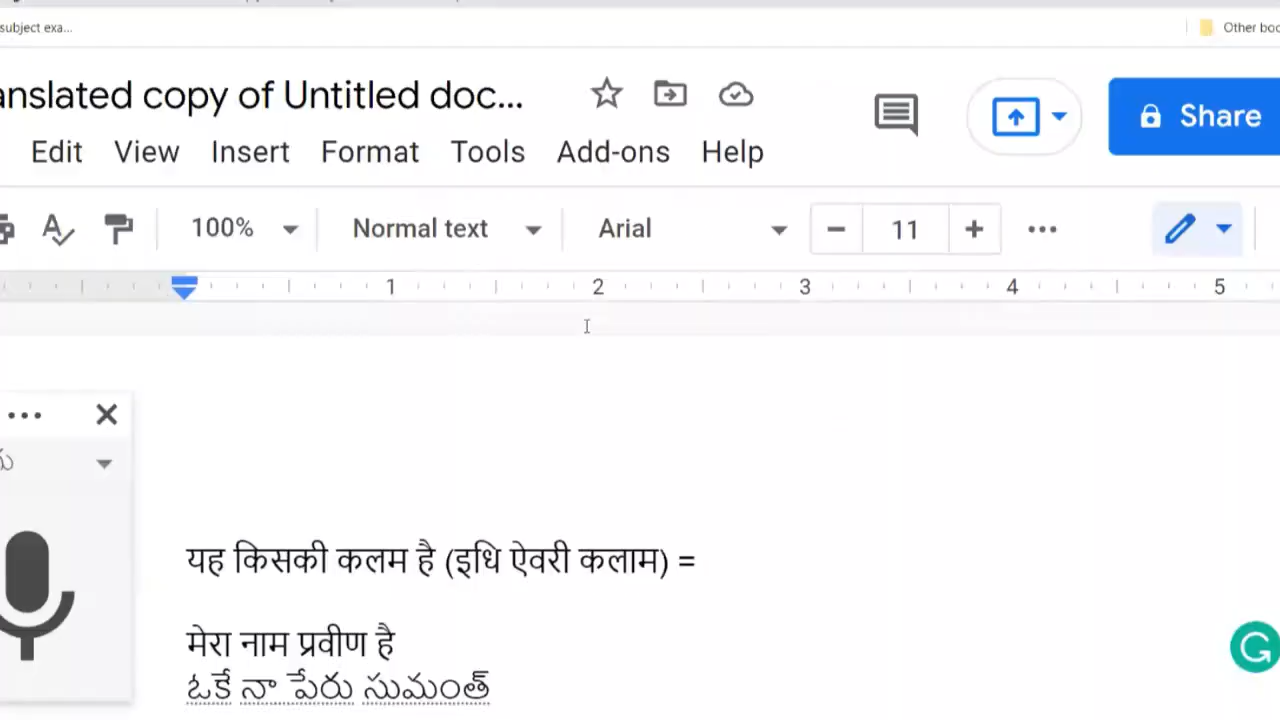 subject exa...
Other boo
anslated copy of Untitled doc...
Share
Edit View Insert Format Tools Add-ons Help
100% Normal text Arial 11
1 2 3 4 5
यह किसकी कलम है (इधि ऐवरी कलाम) =
मेरा नाम प्रवीण है
ఓకే నా పేరు సుమంత్